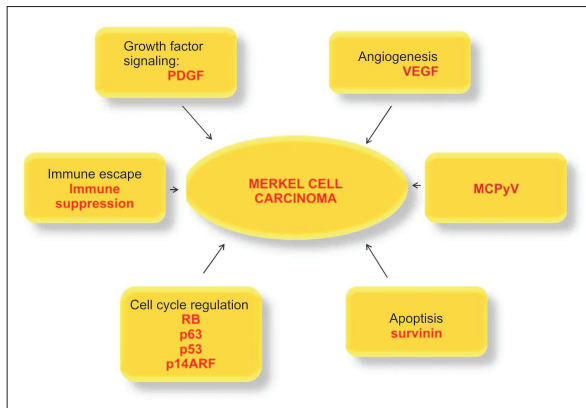 Growth factor
signaling:
PDGF
Angiogenesis
VEGF
Immune escape
Immune
suppression
MERKEL CELL
CARCINOMA
MCPyV
Cell cycle regulation
RB
p63
p53
p14ARF
Apoptisis
survinin